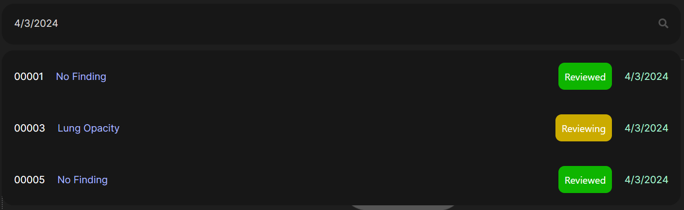 4/3/2024
00001 No Finding Reviewed 4/3/2024
00003 Lung Opacity Reviewing 4/3/2024
00005 No Finding Reviewed 4/3/2024